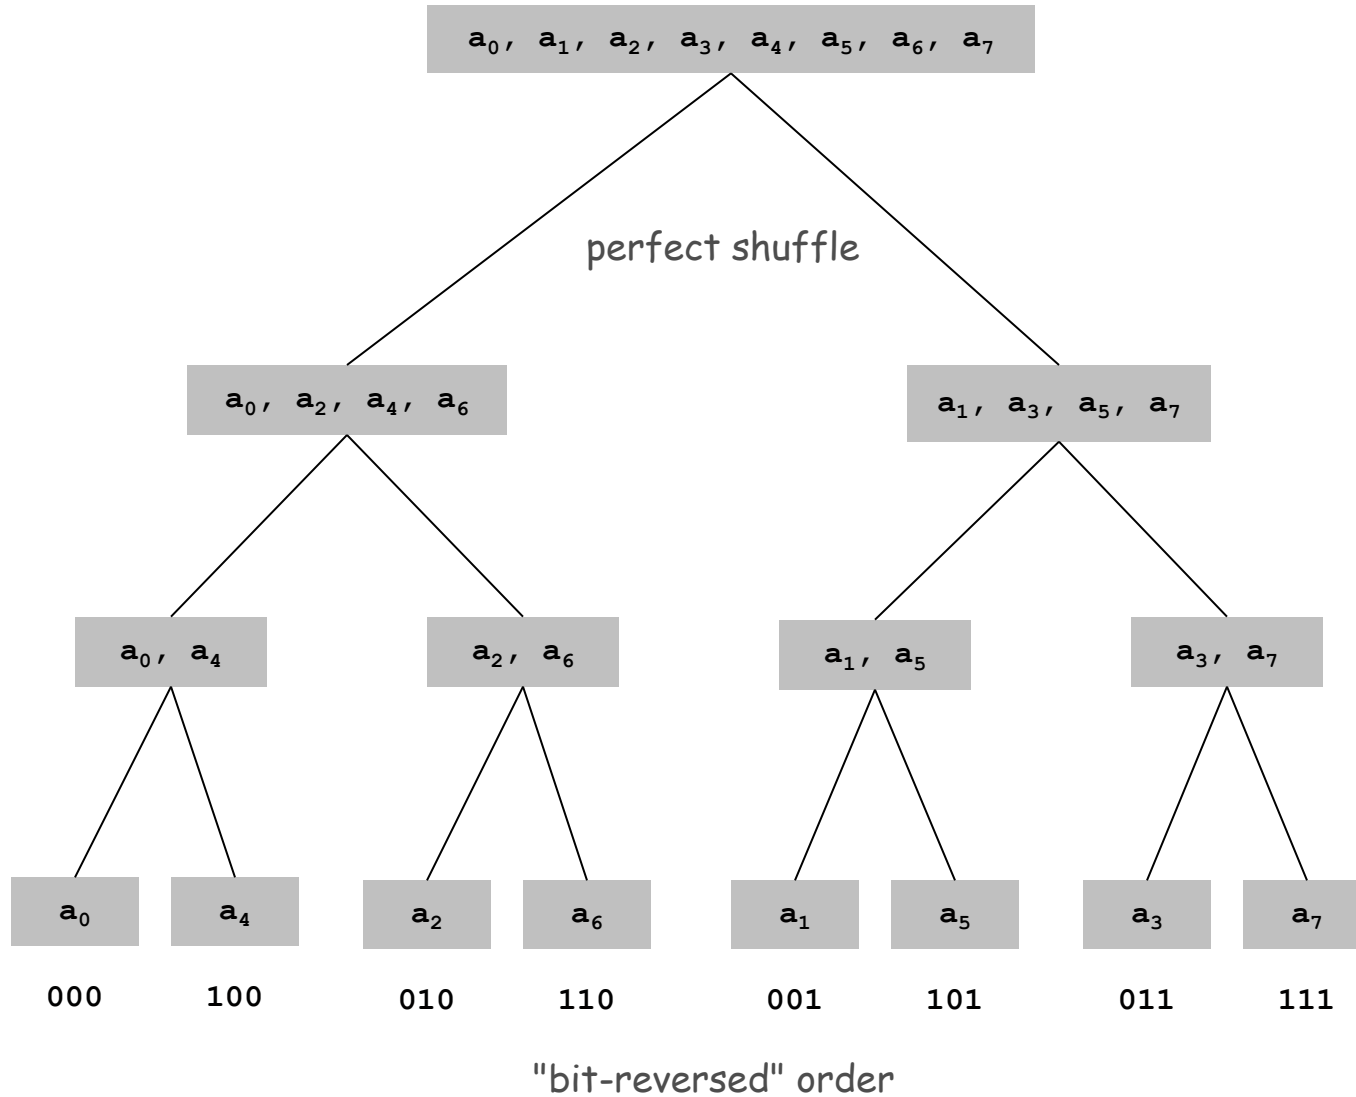 a₀, a₁, a₂, a₃, a₄, a₅, a₆, a₇
perfect shuffle
a₀, a₂, a₄, a₆
a₁, a₃, a₅, a₇
a₀, a₄
a₂, a₆
a₁, a₅
a₃, a₇
a₀
a₄
a₂
a₆
a₁
a₅
a₃
a₇
000
100
010
110
001
101
011
111
"bit-reversed" order